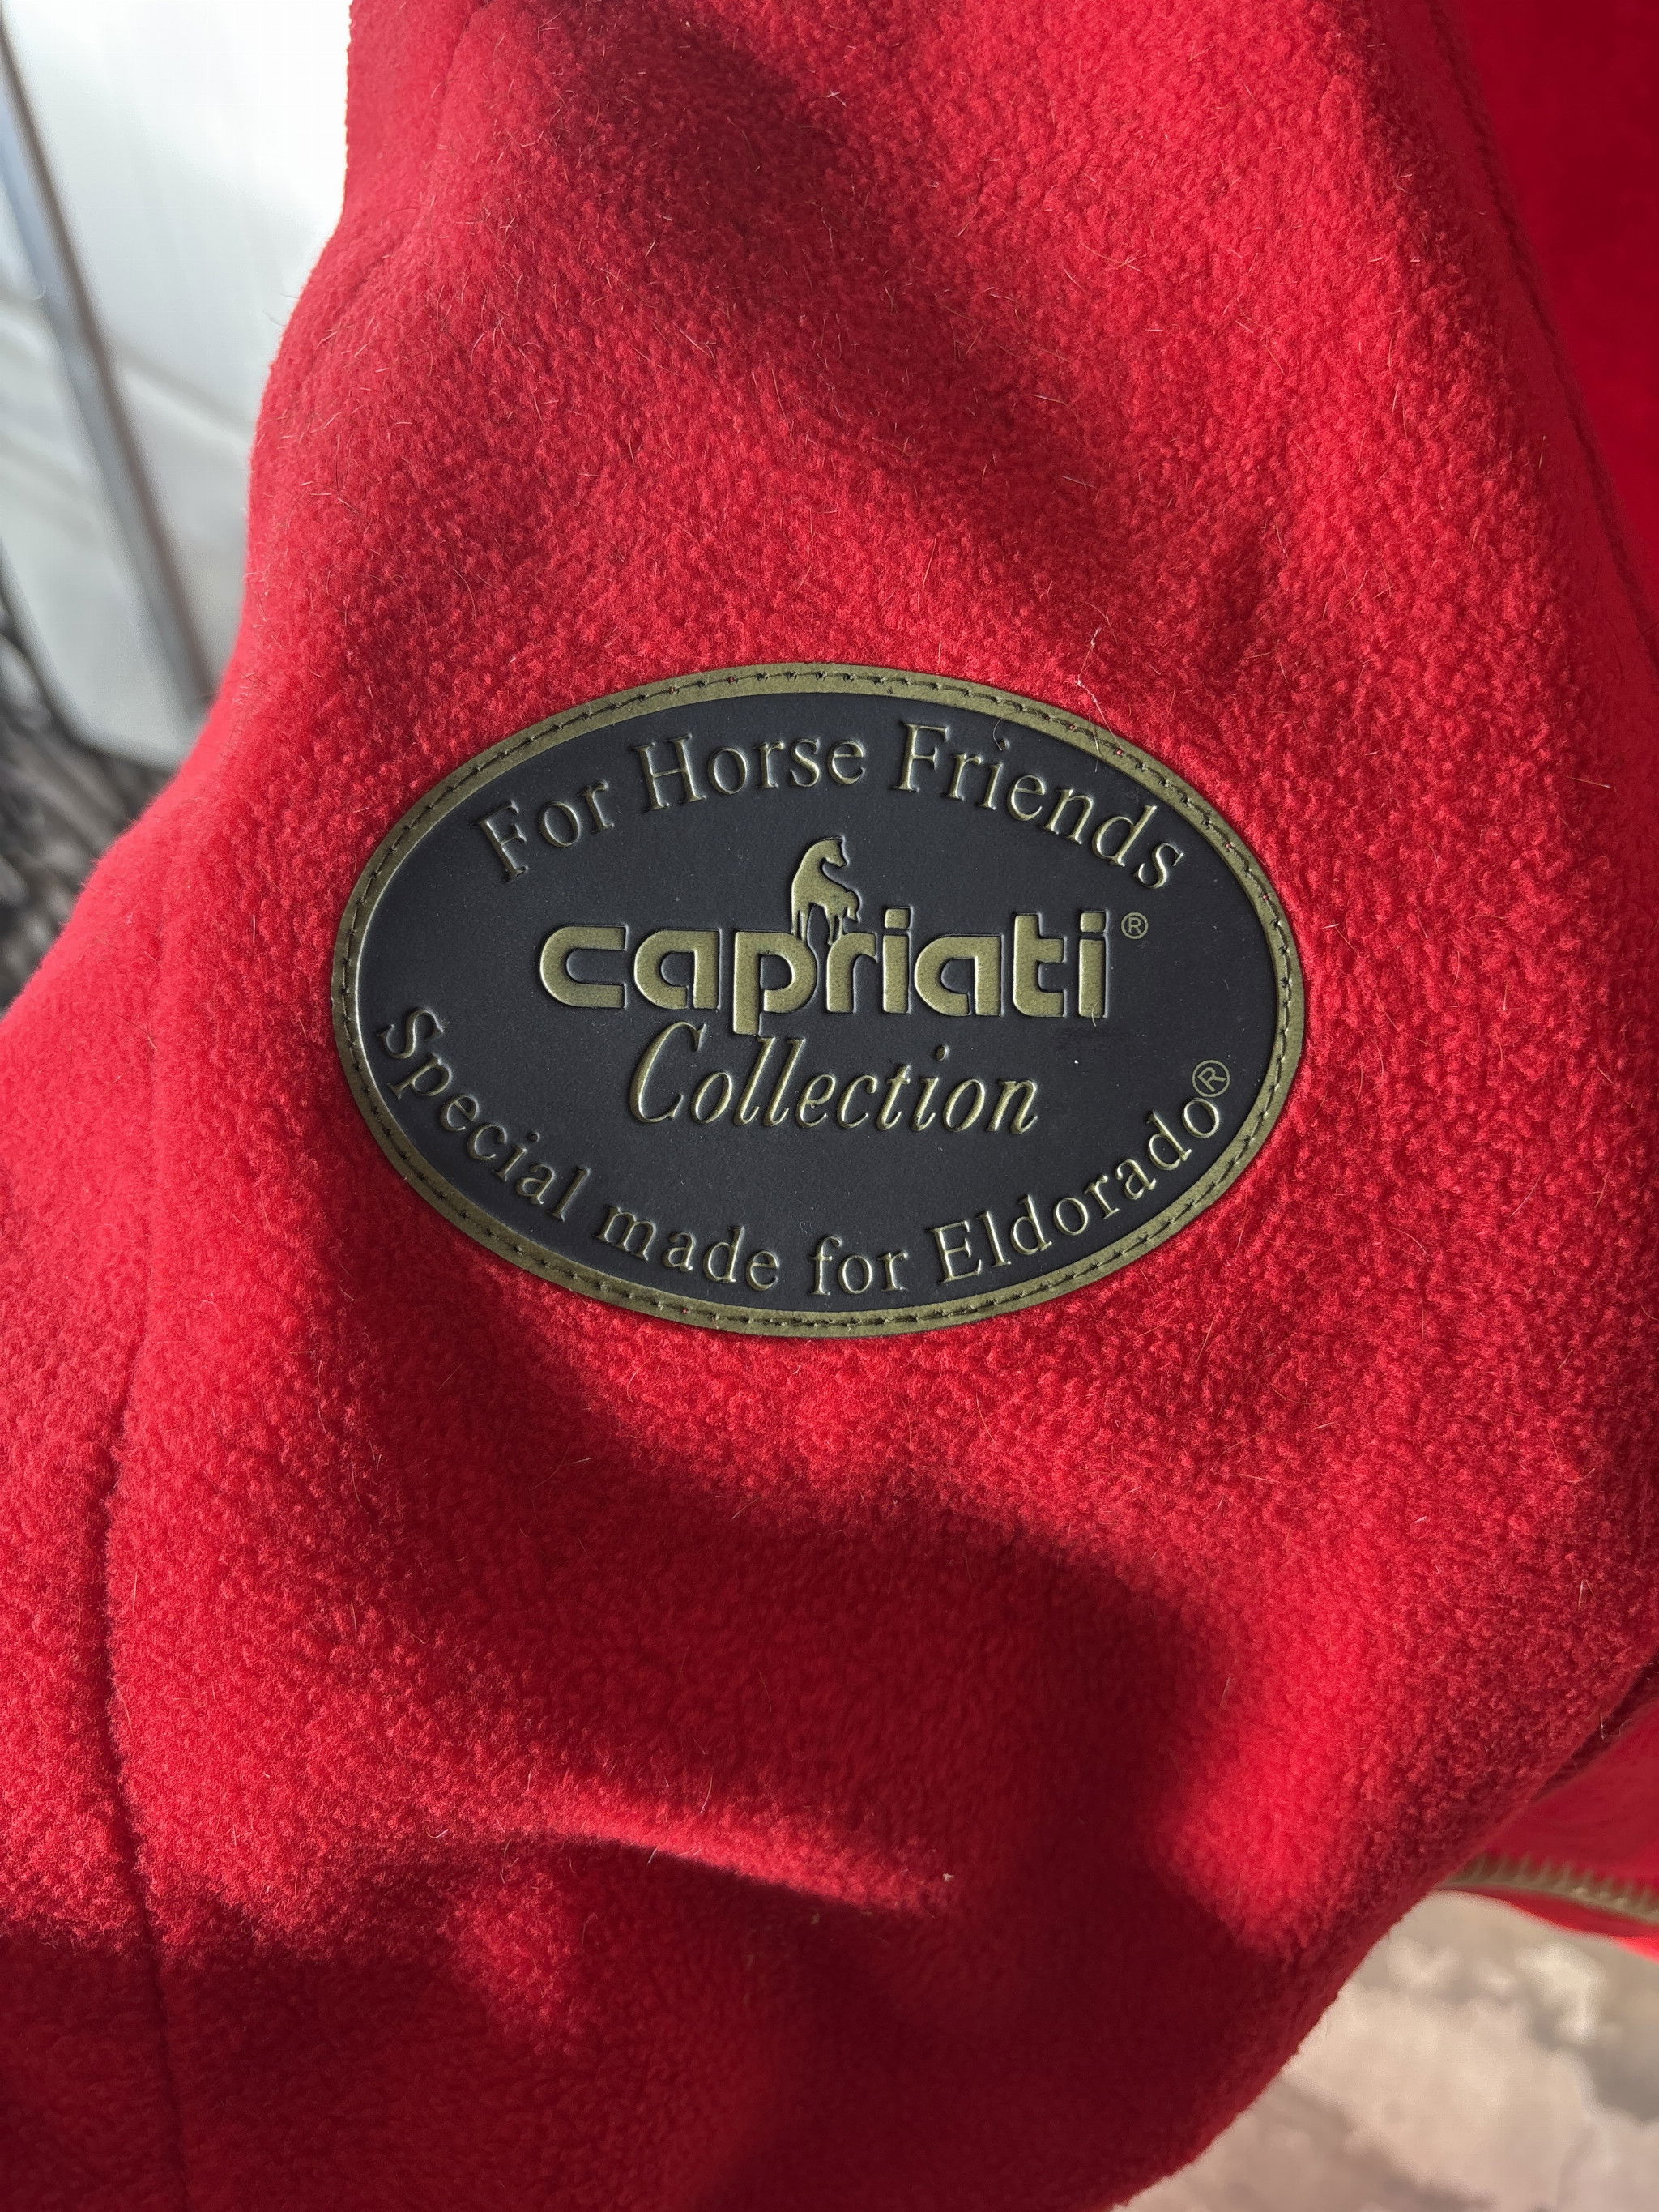 For Horse Friends
capriati®
Collection
Special made for Eldorado®